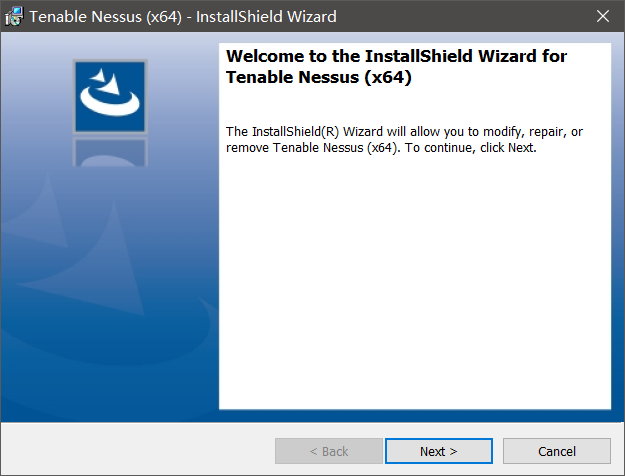 Tenable Nessus (x64) - InstallShield Wizard
Welcome to the InstallShield Wizard for
Tenable Nessus (x64)
The InstallShield(R) Wizard will allow you to modify, repair, or
remove Tenable Nessus (x64). To continue, click Next.
< Back
Next >
Cancel